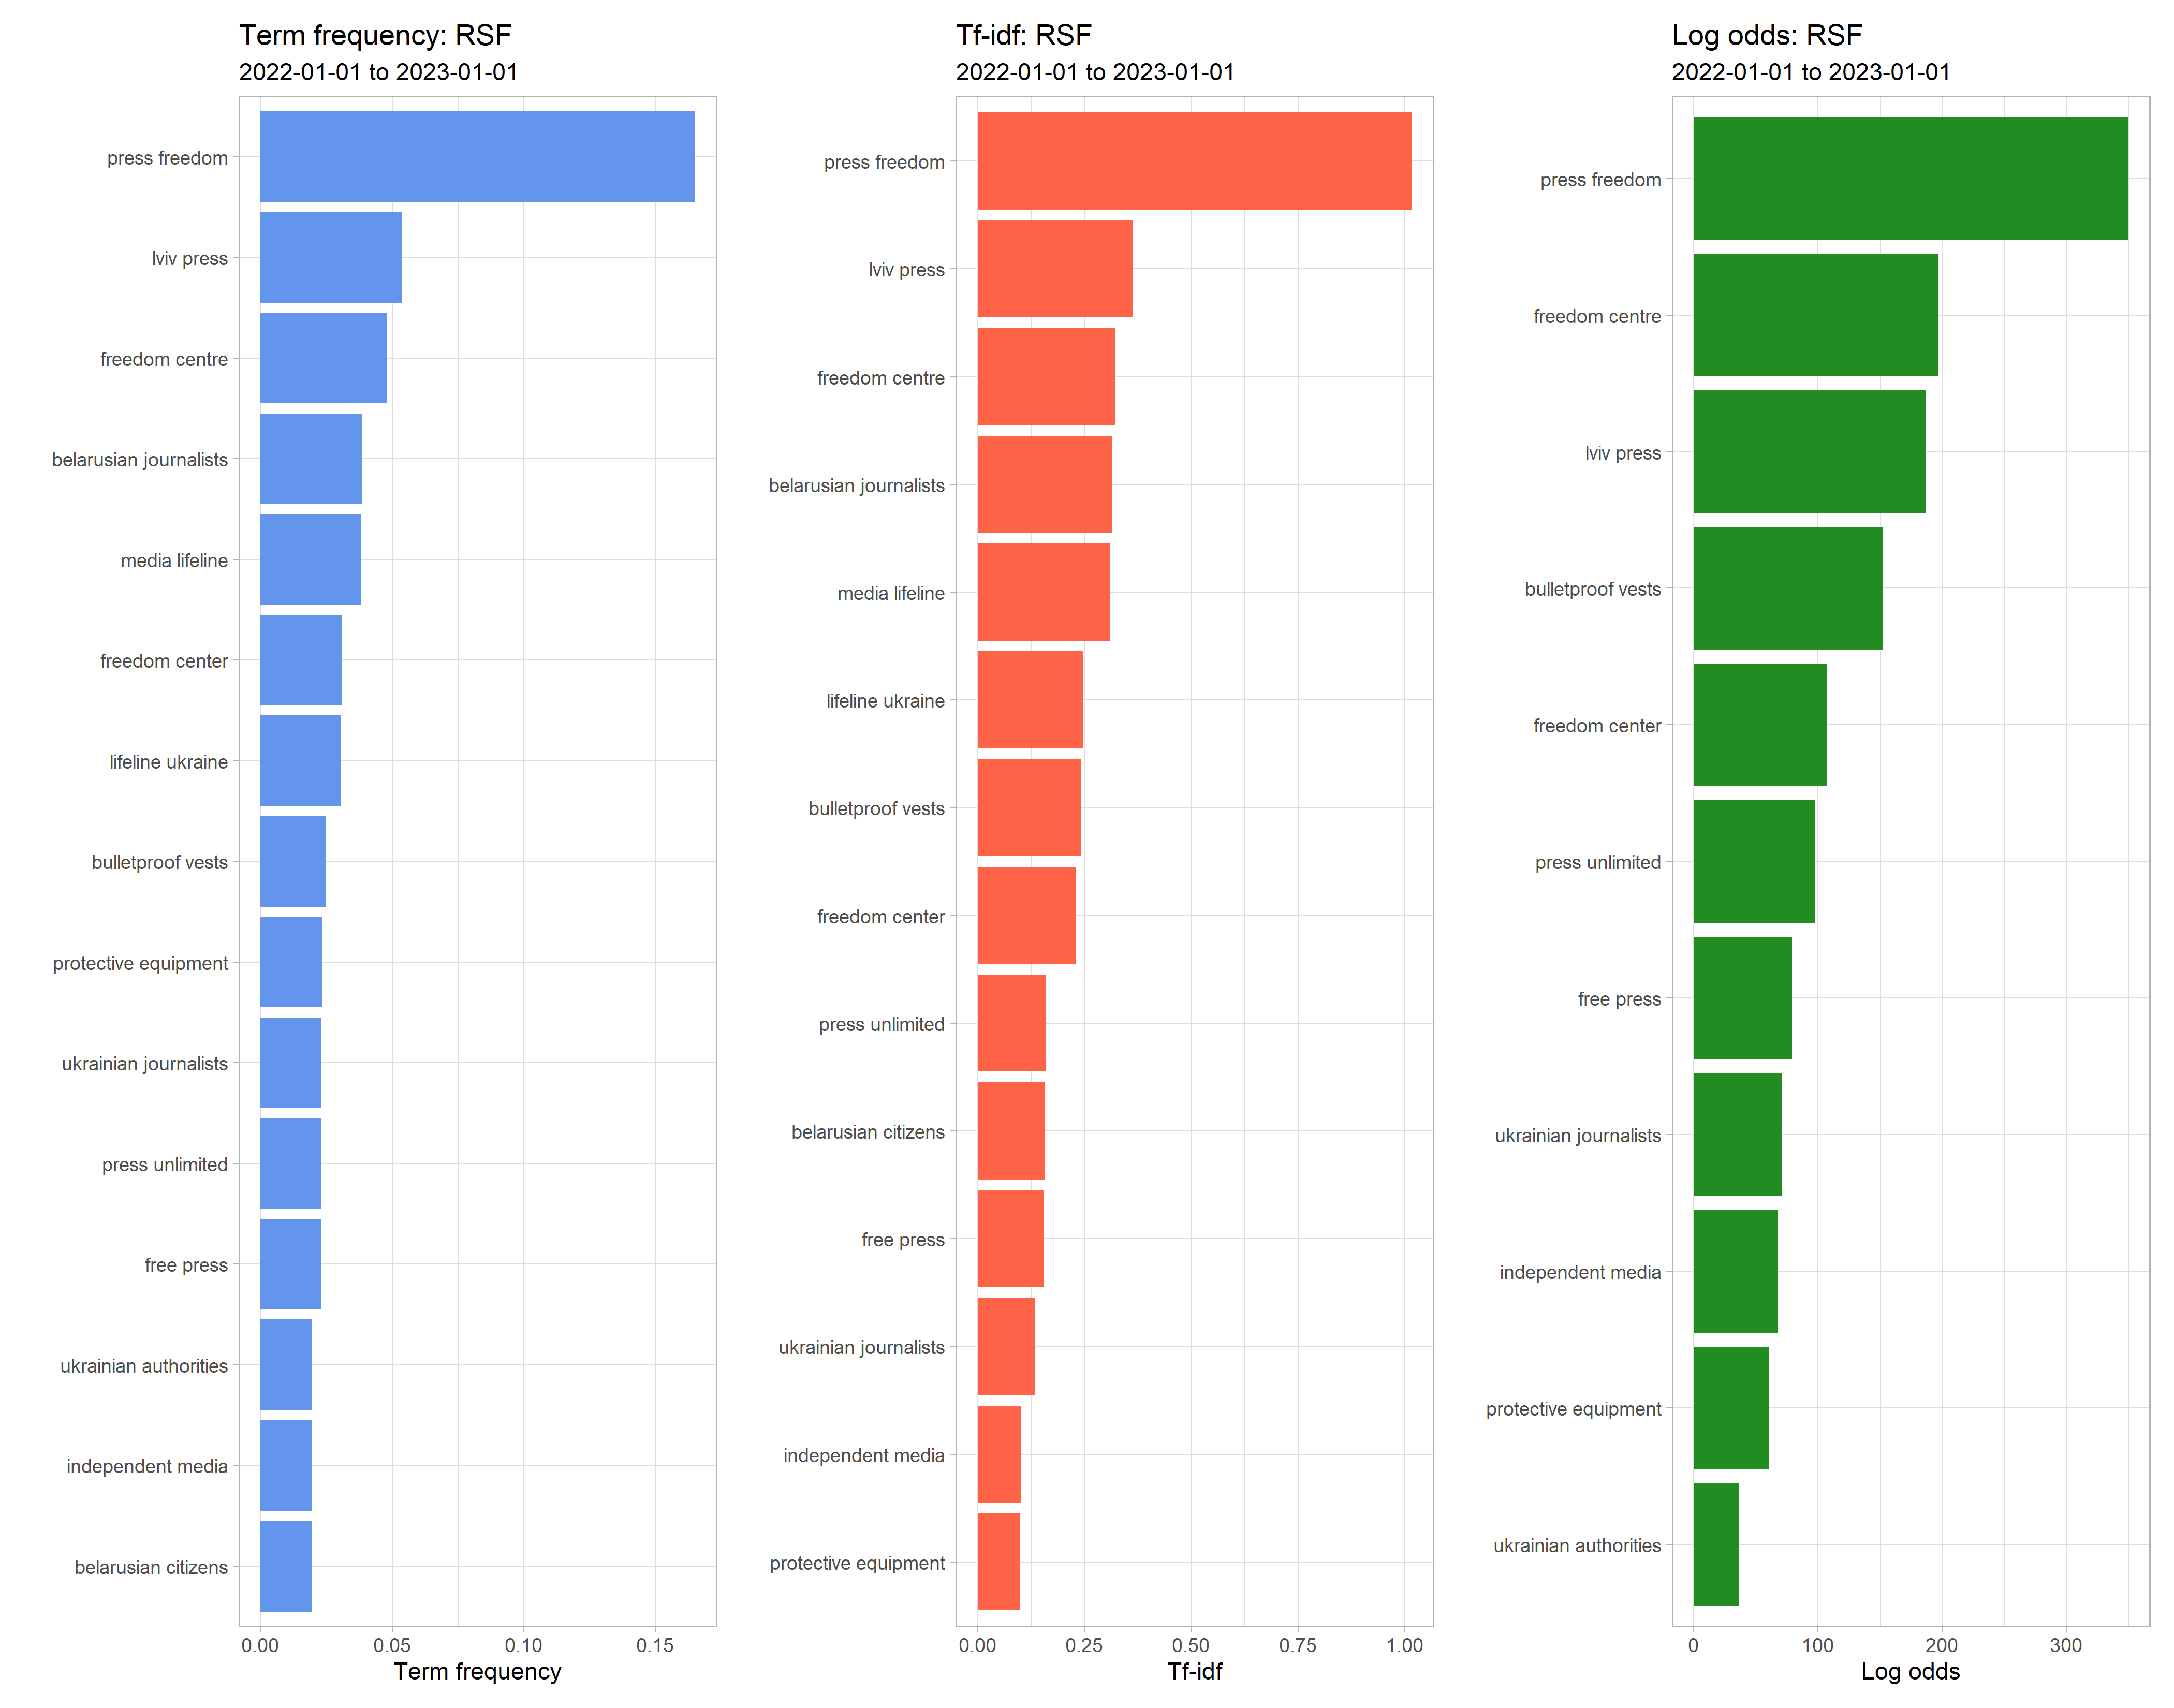 Term frequency: RSF
2022-01-01 to 2023-01-01
press freedom
lviv press
freedom centre
belarusian journalists
media lifeline
freedom center
lifeline ukraine
bulletproof vests
protective equipment
ukrainian journalists
press unlimited
free press
ukrainian authorities
independent media
belarusian citizens
0.00 0.05 0.10 0.15
Term frequency
Tf-idf: RSF
2022-01-01 to 2023-01-01
press freedom
lviv press
freedom centre
belarusian journalists
media lifeline
lifeline ukraine
bulletproof vests
freedom center
press unlimited
belarusian citizens
free press
ukrainian journalists
independent media
protective equipment
0.00 0.25 0.50 0.75 1.00
Tf-idf
Log odds: RSF
2022-01-01 to 2023-01-01
press freedom
freedom centre
lviv press
bulletproof vests
freedom center
press unlimited
free press
ukrainian journalists
independent media
protective equipment
ukrainian authorities
0 100 200 300
Log odds